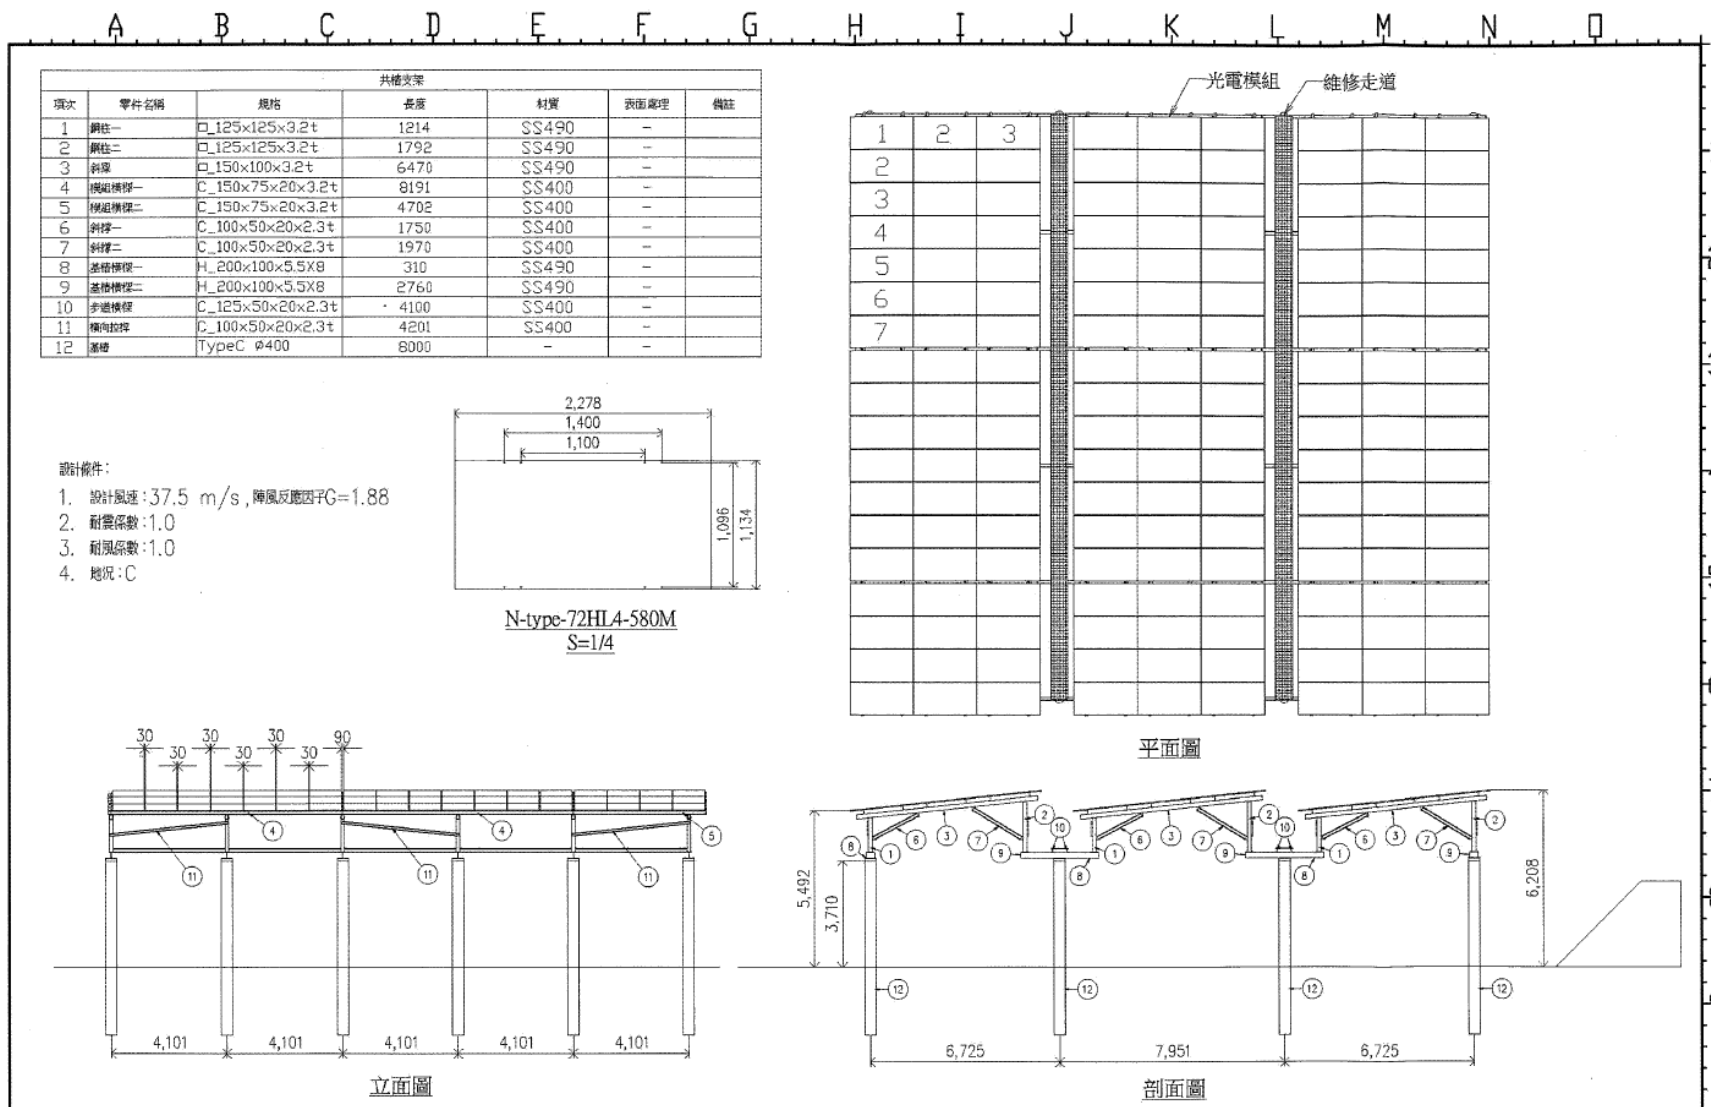 A B C D E F G H I J K L M N O
共構支架
項次 零件名稱 規格 長度 材質 表面處理 備註
1 鋼柱一 □_125x125x3.2t 1214 SS490 -
2 鋼柱二 □_125x125x3.2t 1792 SS490 -
3 斜樑 □_150x100x3.2t 6470 SS490 -
4 模組橫樑一 C_150x75x20x3.2t 8191 SS400 -
5 模組橫樑二 C_150x75x20x3.2t 4702 SS400 -
6 斜撐一 C_100x50x20x2.3t 1750 SS400 -
7 斜撐二 C_100x50x20x2.3t 1970 SS400 -
8 基樁橫樑一 H_200x100x5.5X8 310 SS490 -
9 基樁橫樑二 H_200x100x5.5X8 2760 SS490 -
10 步道橫樑 C_125x50x20x2.3t 4100 SS400 -
11 橫向拉桿 C_100x50x20x2.3t 4201 SS400 -
12 基樁 TypeC Ø400 8000 - -
設計條件:
1. 設計風速:37.5 m/s,陣風反應因子G=1.88
2. 耐震係數:1.0
3. 耐風係數:1.0
4. 地況:C
2,278
1,400
1,100
1,096
1,134
N-type-72HL4-580M
S=1/4
光電模組 維修走道
1 2 3
2
3
4
5
6
7
平面圖
30 30 30 90
30 30 30
4 4 5
11 11 11
4,101 4,101 4,101 4,101 4,101
立面圖
2 10 2 10 2
6 3 7 6 3 7 6 3 7
8 1 9 1 9 1 9
8 8
5,492
3,710
6,208
12 12 12 12
6,725 7,951 6,725
剖面圖